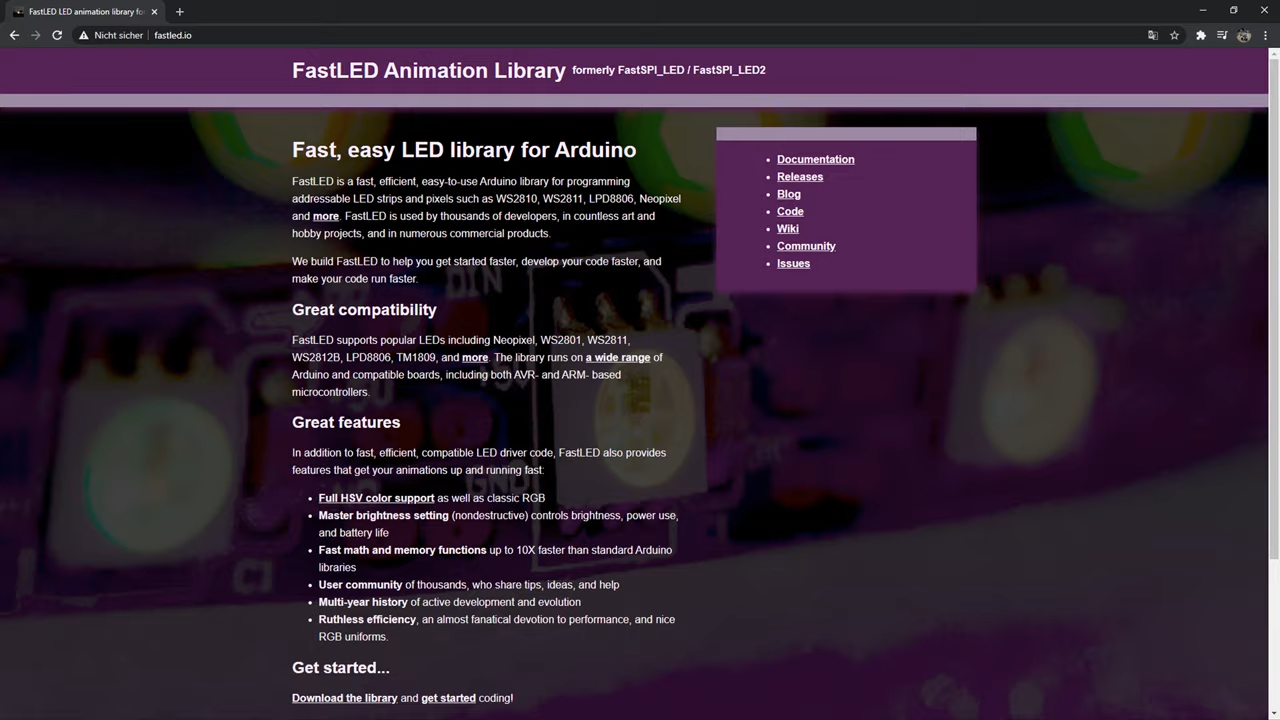 FastLED LED animation library fo
Nicht sicher
fastled.io
FastLED Animation Library formerly FastSPI_LED / FastSPI_LED2
Fast, easy LED library for Arduino
FastLED is a fast, efficient, easy-to-use Arduino library for programming
addressable LED strips and pixels such as WS2810, WS2811, LPD8806, Neopixel
and more. FastLED is used by thousands of developers, in countless art and
hobby projects, and in numerous commercial products.
We build FastLED to help you get started faster, develop your code faster, and
make your code run faster.
Great compatibility
FastLED supports popular LEDs including Neopixel, WS2801, WS2811,
WS2812B, LPD8806, TM1809, and more. The library runs on a wide range of
Arduino and compatible boards, including both AVR- and ARM- based
microcontrollers.
Great features
In addition to fast, efficient, compatible LED driver code, FastLED also provides
features that get your animations up and running fast:
• Full HSV color support as well as classic RGB
• Master brightness setting (nondestructive) controls brightness, power use,
and battery life
• Fast math and memory functions up to 10X faster than standard Arduino
libraries
• User community of thousands, who share tips, ideas, and help
• Multi-year history of active development and evolution
• Ruthless efficiency, an almost fanatical devotion to performance, and nice
RGB uniforms.
Get started...
Download the library and get started coding!
• Documentation
• Releases
• Blog
• Code
• Wiki
• Community
• Issues
DIN
GND
C1